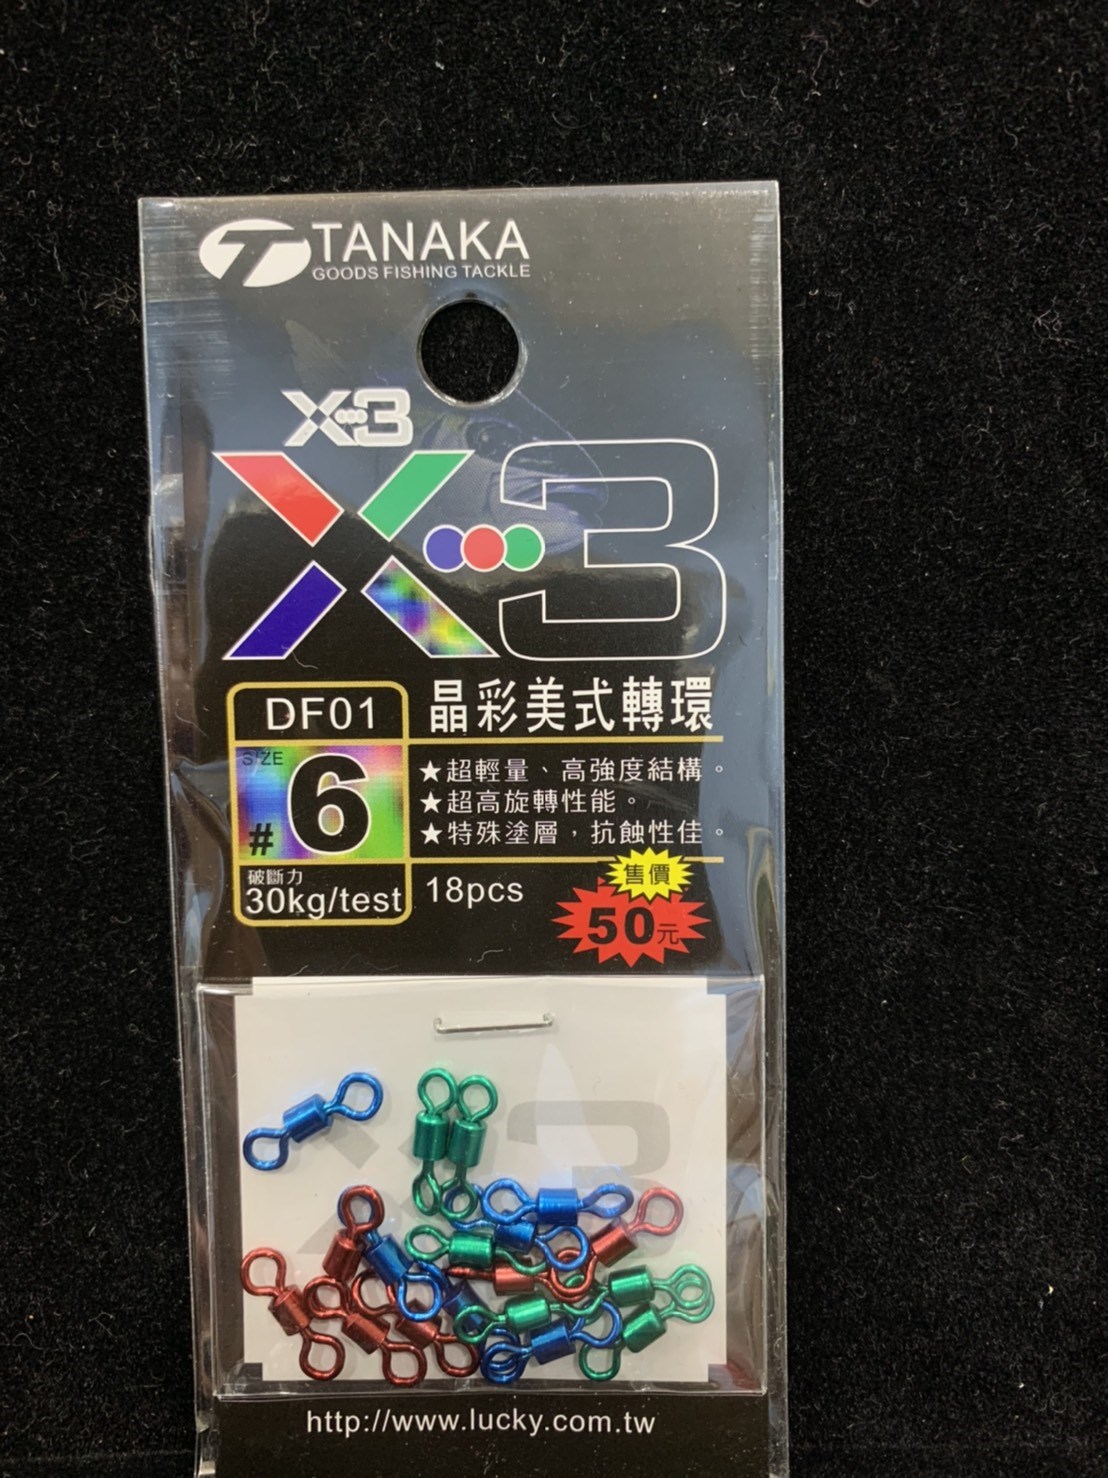 TANAKA
GOODS FISHING TACKLE
X3
X3
DF01
晶彩美式轉環
SIZE
#6
★超輕量、高強度結構。
★超高旋轉性能。
★特殊塗層，抗蝕性佳。
破斷力
30kg/test
18pcs
售價
50元
http://www.lucky.com.tw